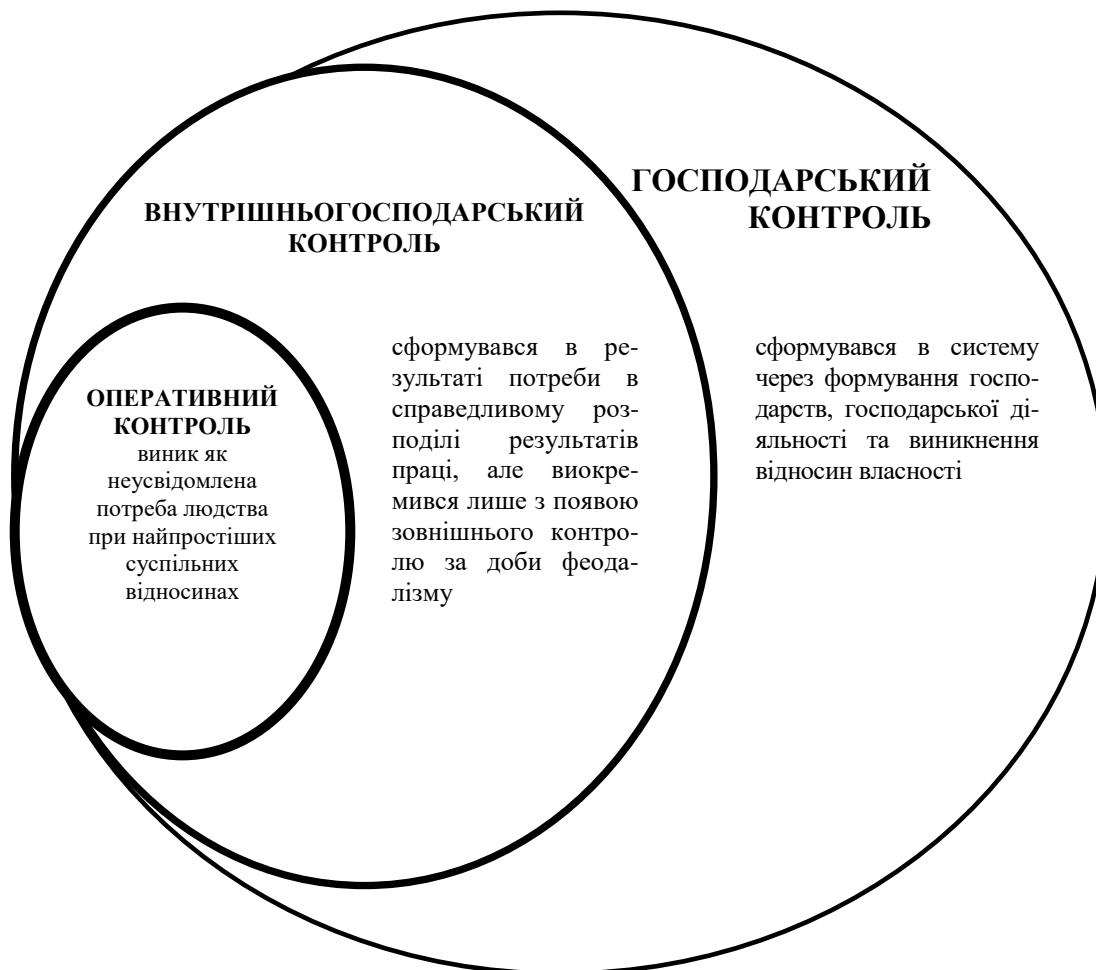 ГОСПОДАРСЬКИЙ
КОНТРОЛЬ
ВНУТРІШНЬОГОСПОДАРСЬКИЙ
КОНТРОЛЬ
ОПЕРАТИВНИЙ
КОНТРОЛЬ
виник як
неусвідомлена
потреба людства
при найпростіших
суспільних
відносинах
сформувався в ре-
зультаті потреби в
справедливому роз-
поділі результатів
праці, але виокре-
мився лише з появою
зовнішнього контро-
лю за доби феода-
лізму
сформувався в систему
через формування госпо-
дарств, господарської ді-
яльності та виникнення
відносин власності